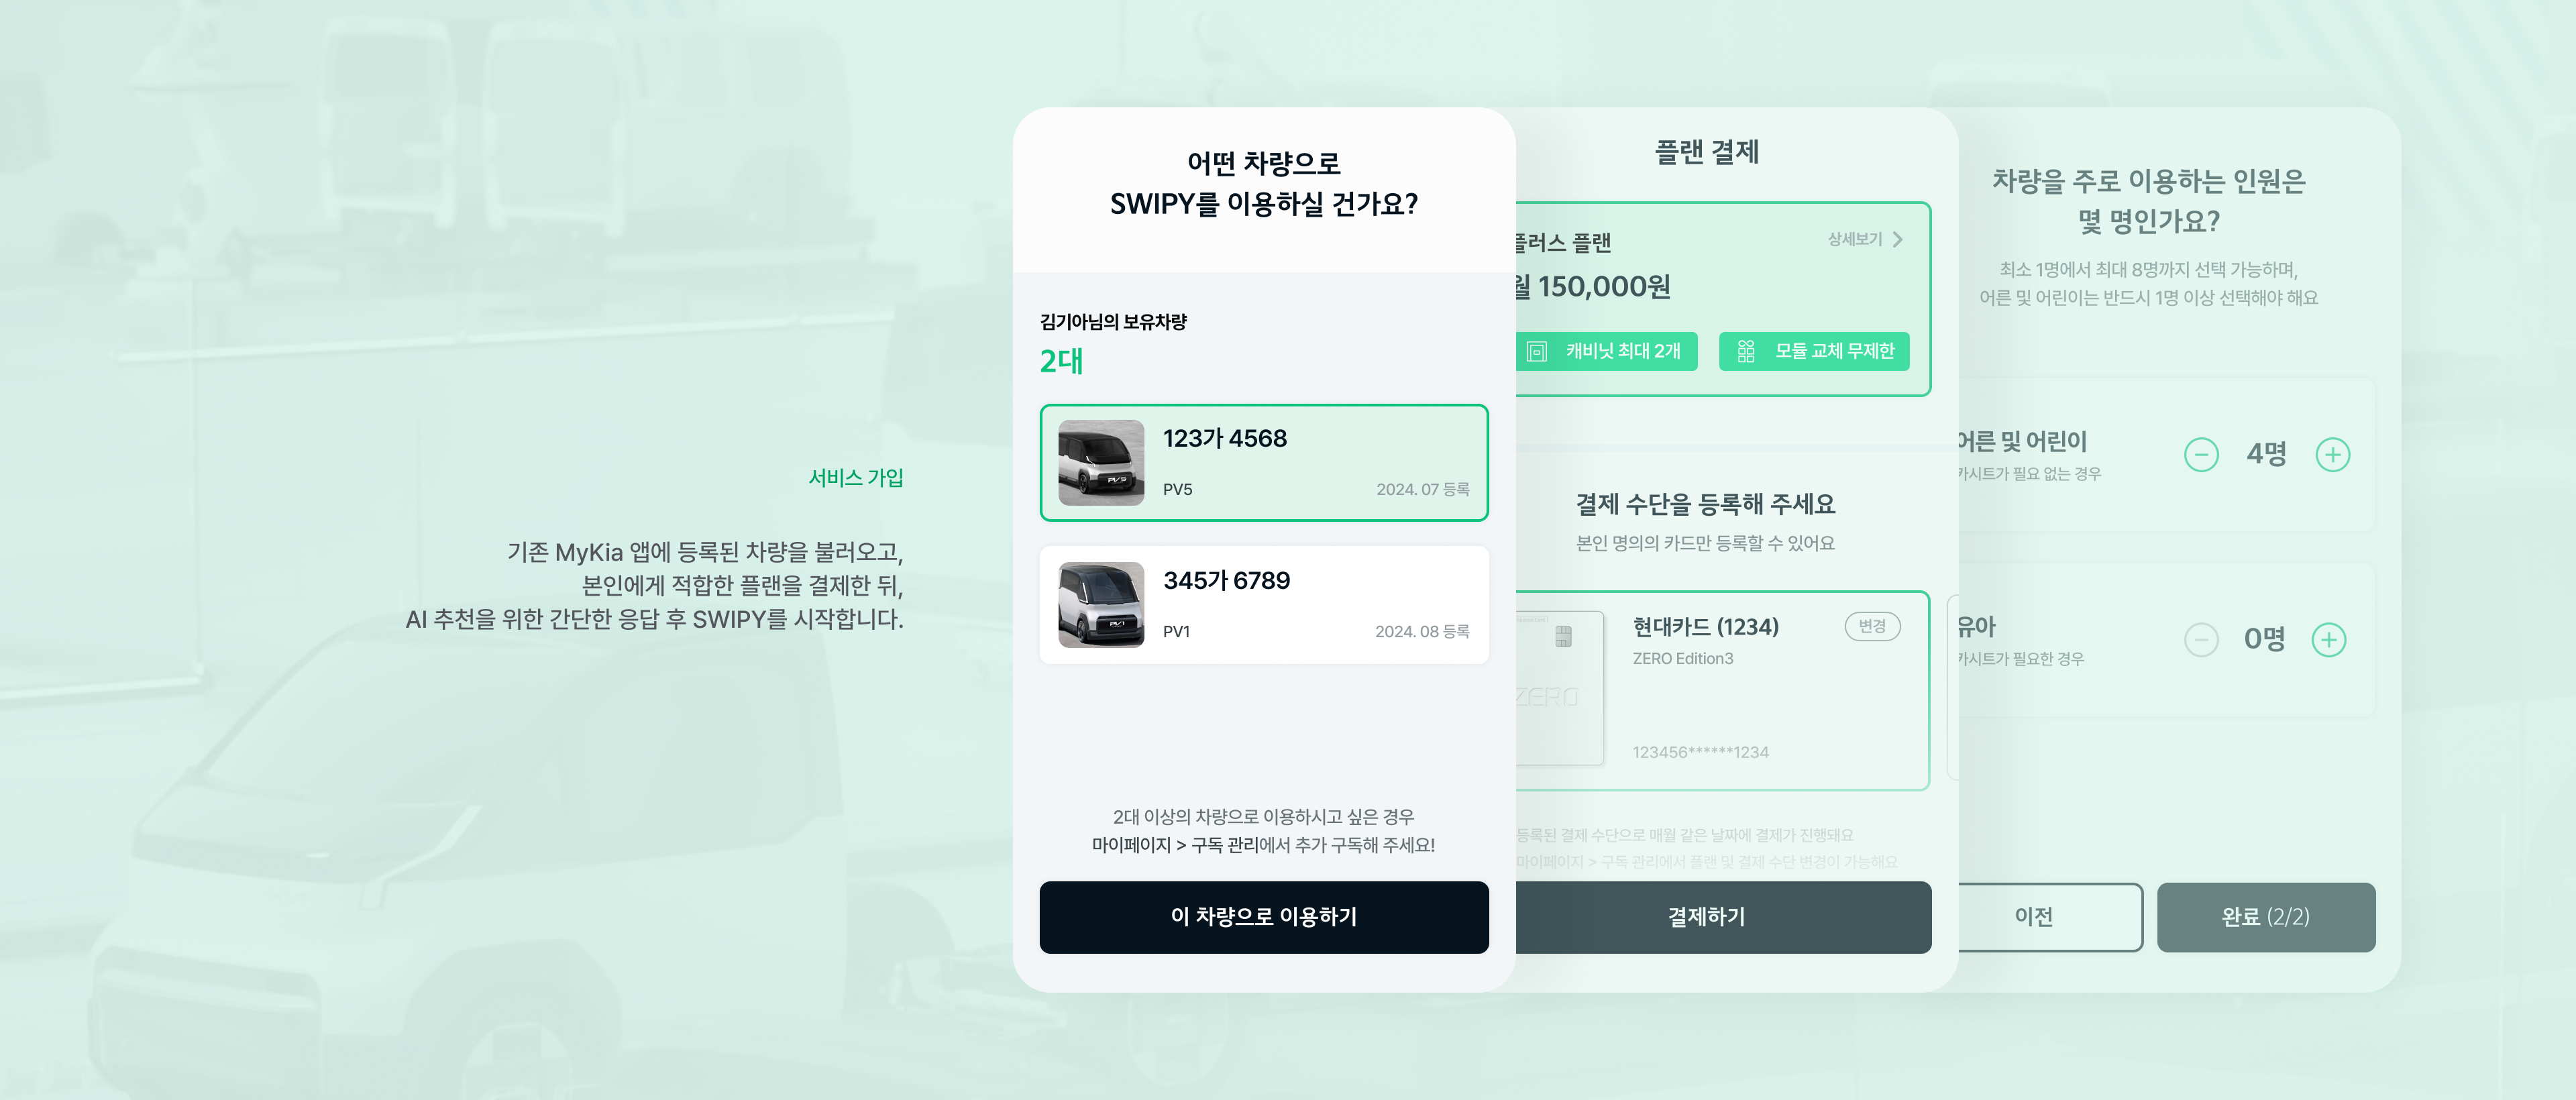 서비스 가입
기존 MyKia 앱에 등록된 차량을 불러오고,
본인에게 적합한 플랜을 결제한 뒤,
AI 추천을 위한 간단한 응답 후 SWIPY를 시작합니다.
어떤 차량으로
SWIPY를 이용하실 건가요?
김기아님의 보유차량
2대
123가 4568
PV5
PV5 2024. 07 등록
345가 6789
PV1
PV1 2024. 08 등록
2대 이상의 차량으로 이용하시고 싶은 경우
마이페이지 > 구독 관리에서 추가 구독해 주세요!
이 차량으로 이용하기
플랜 결제
플러스 플랜 상세보기
월 150,000원
캐비닛 최대 2개 모듈 교체 무제한
결제 수단을 등록해 주세요
본인 명의의 카드만 등록할 수 있어요
현대카드 (1234) 변경
ZERO Edition3
ZERO
123456******1234
등록된 결제 수단으로 매월 같은 날짜에 결제가 진행돼요
마이페이지 > 구독 관리에서 플랜 및 결제 수단 변경이 가능해요
결제하기
차량을 주로 이용하는 인원은
몇 명인가요?
최소 1명에서 최대 8명까지 선택 가능하며,
어른 및 어린이는 반드시 1명 이상 선택해야 해요
어른 및 어린이
카시트가 필요 없는 경우
4명
유아
카시트가 필요한 경우
0명
이전
완료 (2/2)